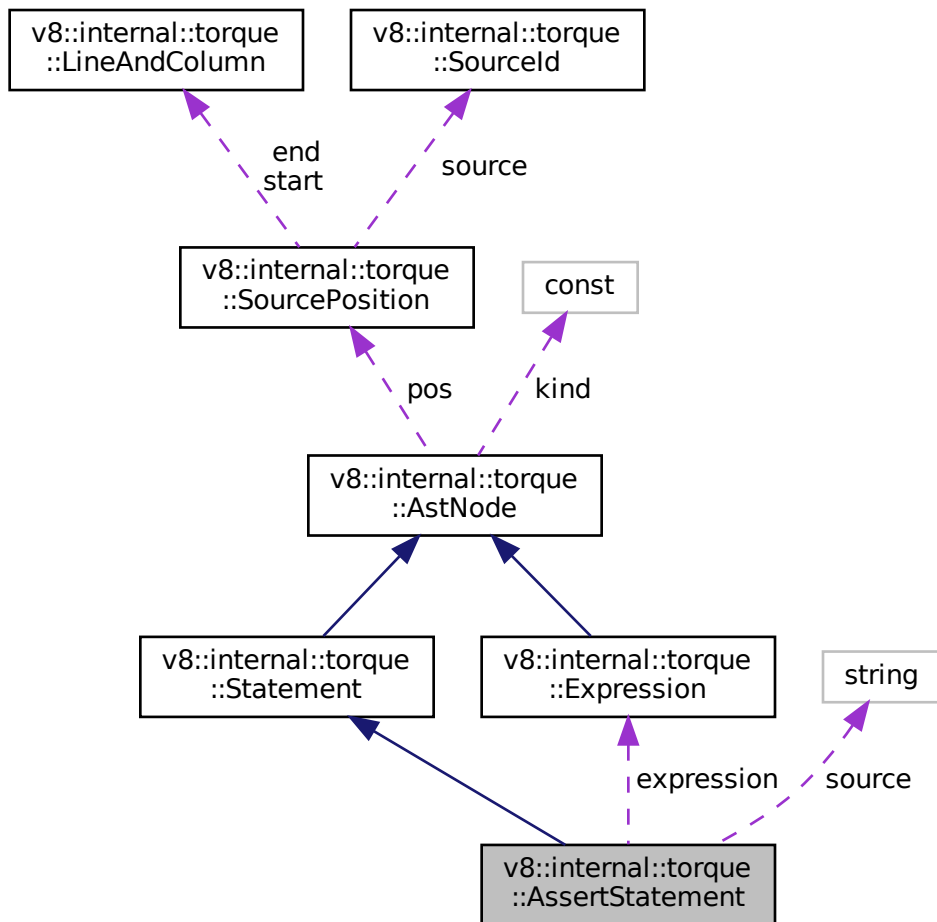 v8::internal::torque
::LineAndColumn
v8::internal::torque
::SourceId
end
start
source
v8::internal::torque
::SourcePosition
const
pos
kind
v8::internal::torque
::AstNode
v8::internal::torque
::Statement
v8::internal::torque
::Expression
string
expression
source
v8::internal::torque
::AssertStatement